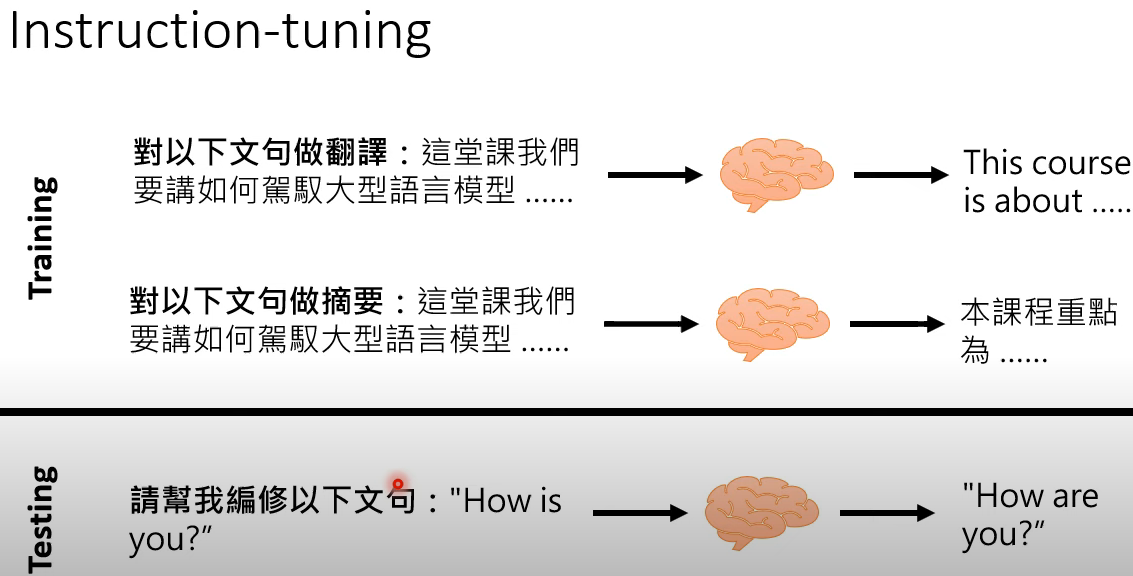 Instruction-tuning
Training
對以下文句做翻譯：這堂課我們
要講如何駕馭大型語言模型 ......
This course
is about .....
對以下文句做摘要：這堂課我們
要講如何駕馭大型語言模型 ......
本課程重點
為 ......
Testing
請幫我編修以下文句："How is
you?”
"How are
you?”